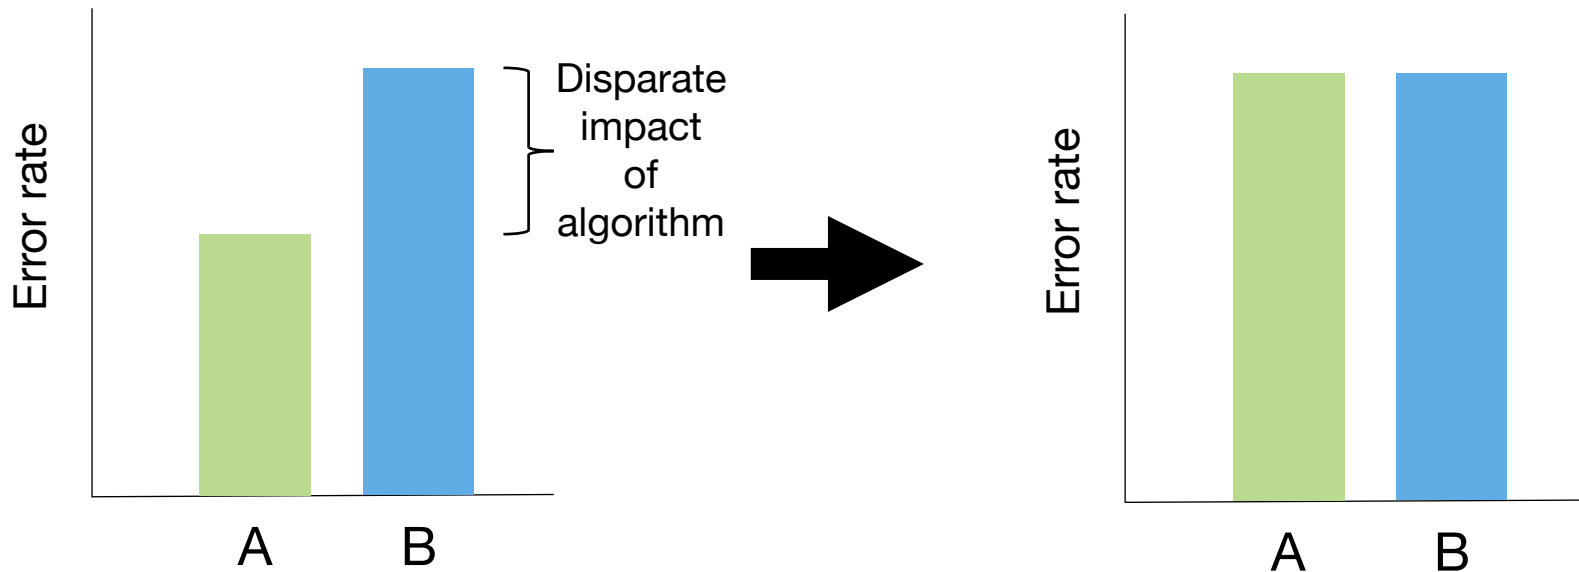 Error rate
Disparate
impact
of
algorithm
A
B
Error rate
A
B